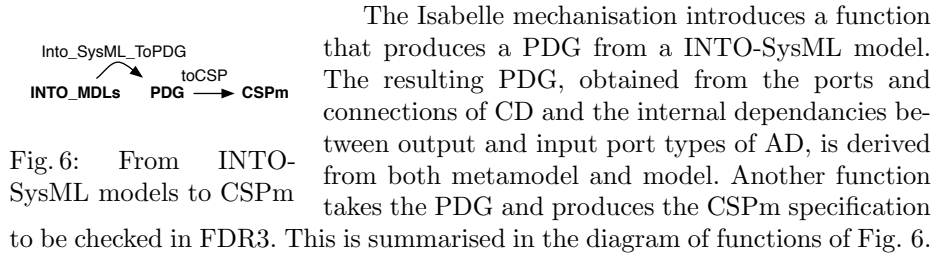 Into_SysML_ToPDG
toCSP
INTO_MDLs PDG CSPm
Fig. 6: From INTO-
SysML models to CSPm
The Isabelle mechanisation introduces a function
that produces a PDG from a INTO-SysML model.
The resulting PDG, obtained from the ports and
connections of CD and the internal dependancies be-
tween output and input port types of AD, is derived
from both metamodel and model. Another function
takes the PDG and produces the CSPm specification
to be checked in FDR3. This is summarised in the diagram of functions of Fig. 6.